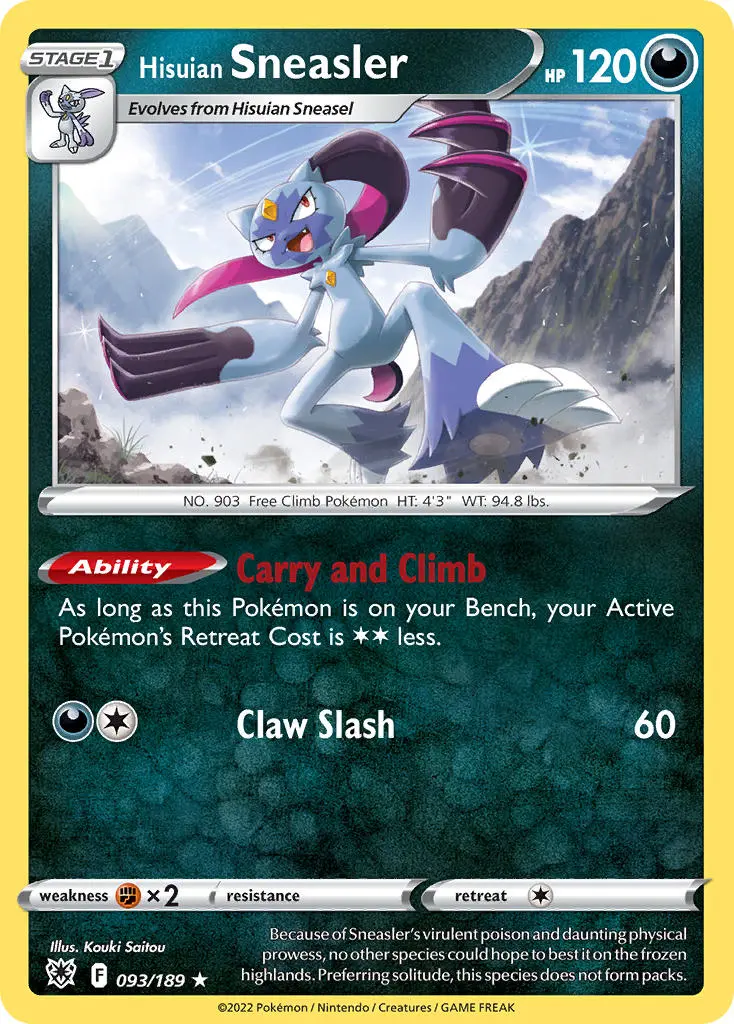 STAGE1
Hisuian Sneasler
HP 120
Evolves from Hisuian Sneasel
NO. 903 Free Climb Pokémon HT: 4'3" WT: 94.8 lbs.
Ability Carry and Climb
As long as this Pokémon is on your Bench, your Active
Pokémon's Retreat Cost is less.
Claw Slash 60
weakness ×2 resistance retreat
Illus. Kouki Saitou
Because of Sneasler's virulent poison and daunting physical
prowess, no other species could hope to best it on the frozen
highlands. Preferring solitude, this species does not form packs.
F 093/189 ★
©2022 Pokémon / Nintendo / Creatures / GAME FREAK